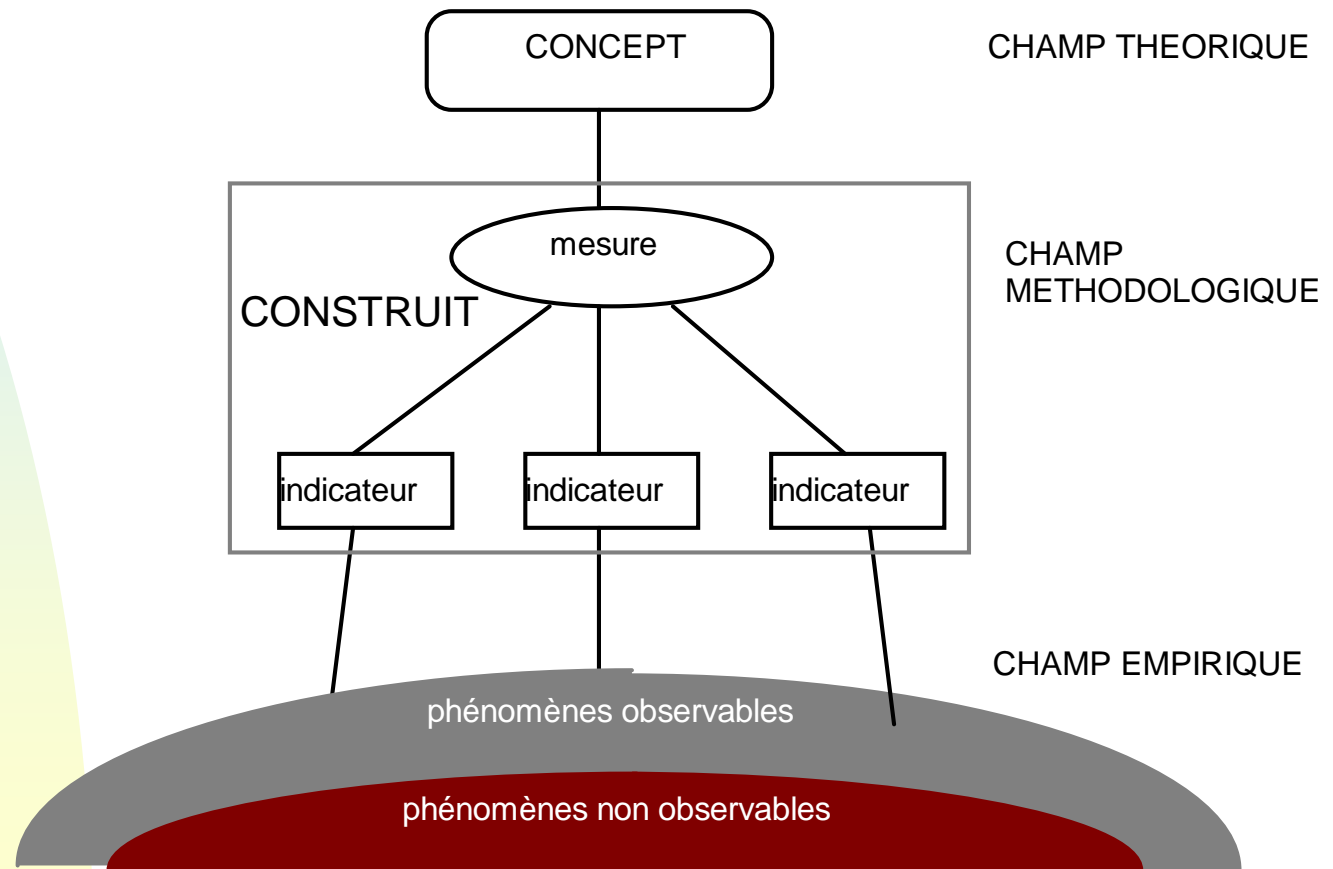 CONCEPT
CHAMP THEORIQUE
mesure
CHAMP
METHODOLOGIQUE
CONSTRUIT
indicateur
indicateur
indicateur
CHAMP EMPIRIQUE
phénomènes observables
phénomènes non observables